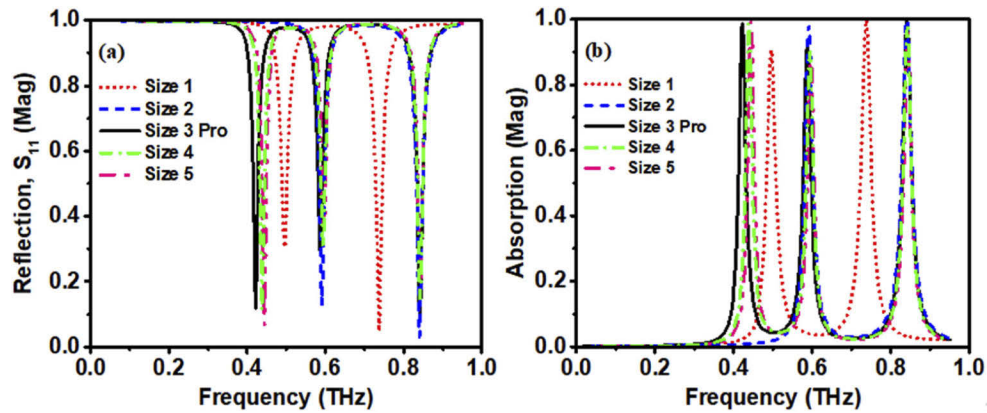 (a)
Reflection, S11 (Mag)
1.0
0.8
0.6
0.4
0.2
0.0
Size 1
Size 2
Size 3 Pro
Size 4
Size 5
0.0 0.2 0.4 0.6 0.8 1.0
Frequency (THz)
(b)
Absorption (Mag)
1.0
0.8
0.6
0.4
0.2
0.0
Size 1
Size 2
Size 3 Pro
Size 4
Size 5
0.0 0.2 0.4 0.6 0.8 1.0
Frequency (THz)